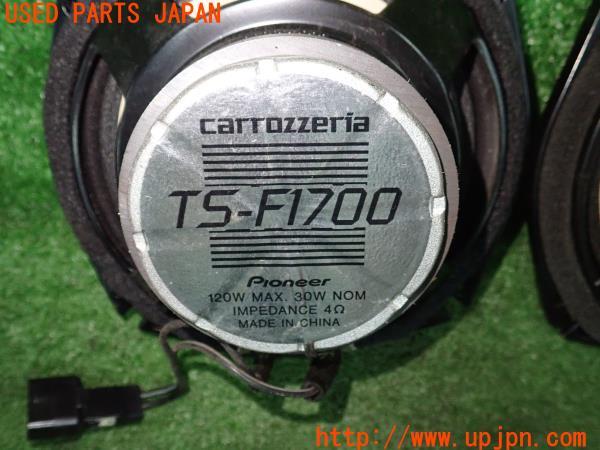 USED PARTS JAPAN
carrozzeria
TS-F1700
Pioneer
120W MAX. 30W NOM
IMPEDANCE 4Ω
MADE IN CHINA
http://www.upjpn.com/